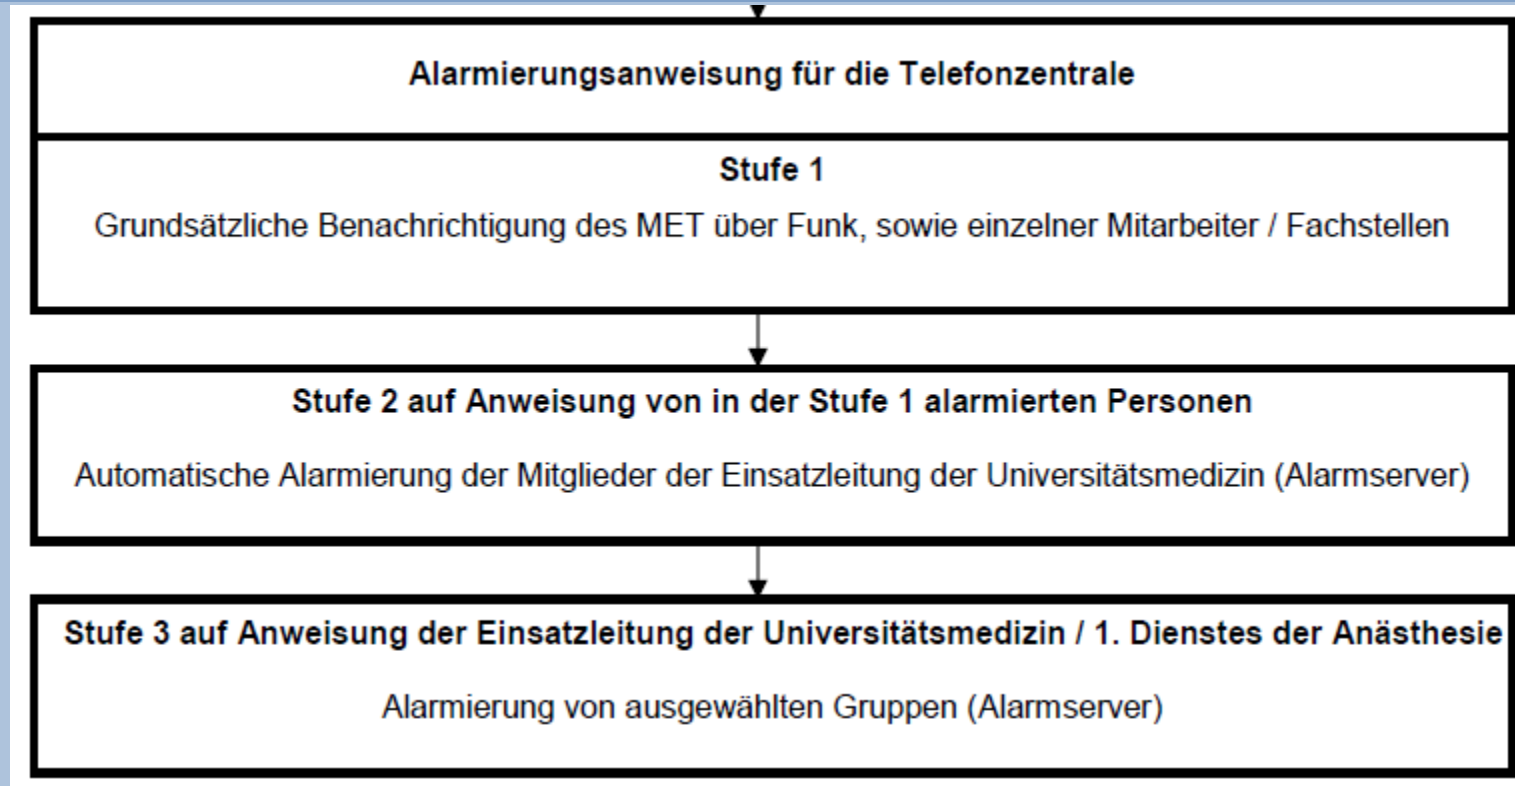 Alarmierungsanweisung für die Telefonzentrale
Stufe 1
Grundsätzliche Benachrichtigung des MET über Funk, sowie einzelner Mitarbeiter / Fachstellen
Stufe 2 auf Anweisung von in der Stufe 1 alarmierten Personen
Automatische Alarmierung der Mitglieder der Einsatzleitung der Universitätsmedizin (Alarmserver)
Stufe 3 auf Anweisung der Einsatzleitung der Universitätsmedizin / 1. Dienstes der Anästhesie
Alarmierung von ausgewählten Gruppen (Alarmserver)